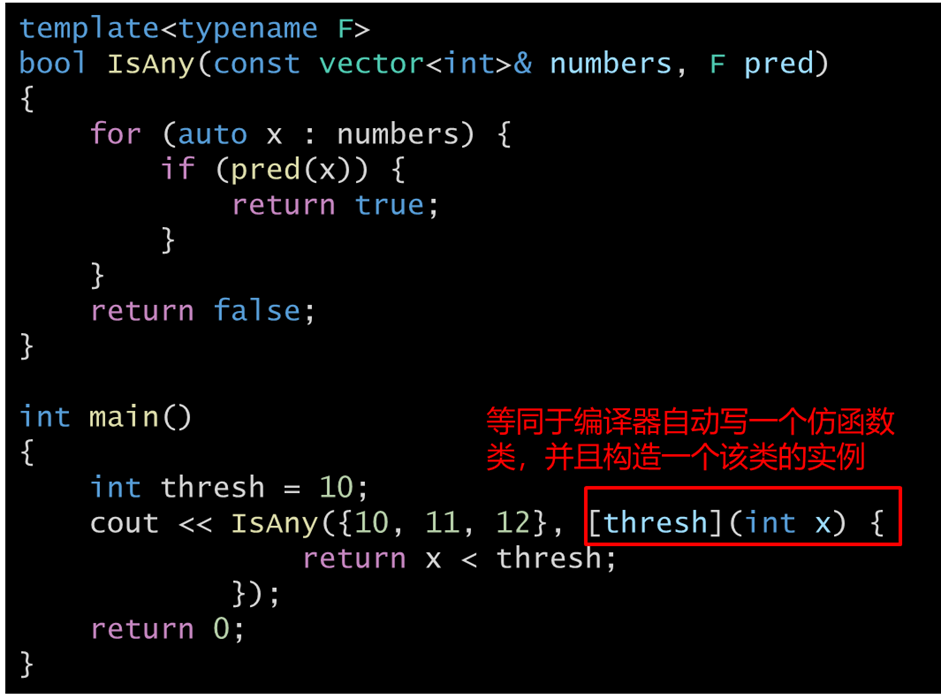 template<typename F>
bool IsAny(const vector<int>& numbers, F pred)
{
    for (auto x : numbers) {
        if (pred(x)) {
            return true;
        }
    }
    return false;
}
int main()
等同于编译器自动写一个仿函数
{
类，并且构造一个该类的实例
    int thresh = 10;
    cout << IsAny({10, 11, 12}, [thresh](int x) {
                return x < thresh;
            });
    return 0;
}